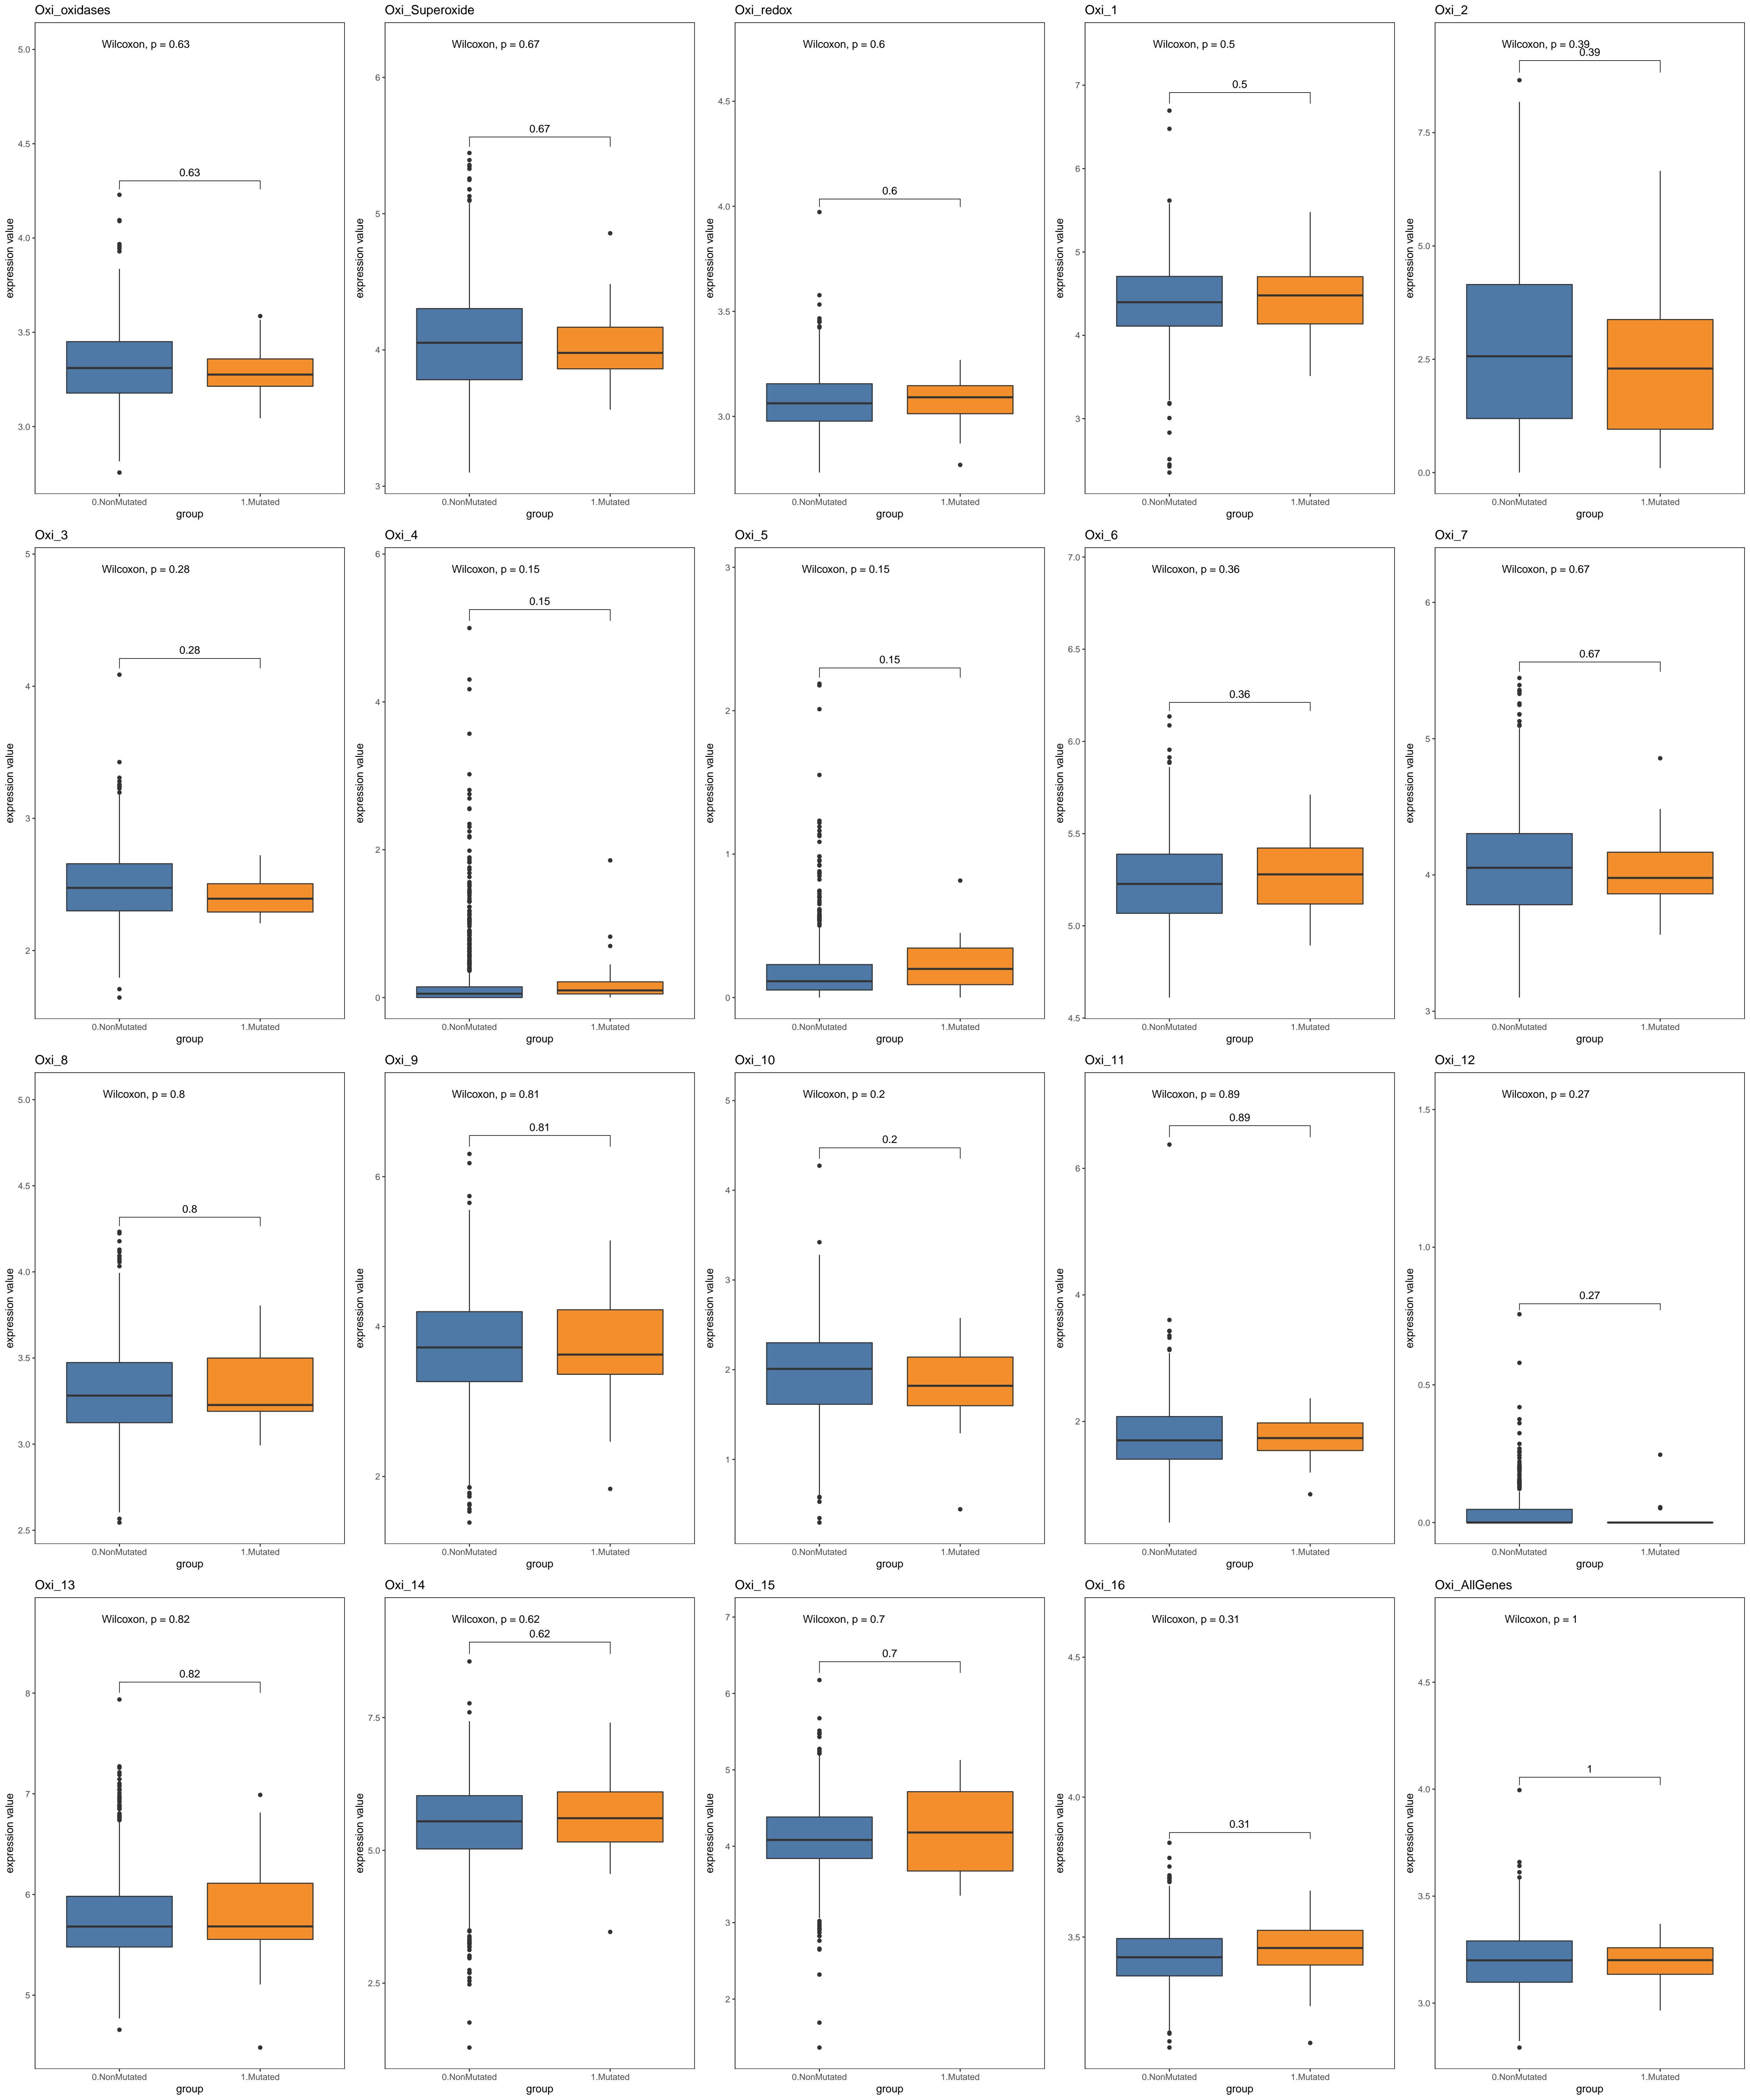 Oxi_oxidases
Wilcoxon, p = 0.63
0.63
5.0
4.5
4.0
3.5
3.0
expression value
0.NonMutated
1.Mutated
group
Oxi_Superoxide
Wilcoxon, p = 0.67
0.67
6
5
4
3
expression value
0.NonMutated
1.Mutated
group
Oxi_redox
Wilcoxon, p = 0.6
0.6
4.5
4.0
3.5
3.0
expression value
0.NonMutated
1.Mutated
group
Oxi_1
Wilcoxon, p = 0.5
0.5
7
6
5
4
3
expression value
0.NonMutated
1.Mutated
group
Oxi_2
Wilcoxon, p = 0.39
0.39
7.5
5.0
2.5
0.0
expression value
0.NonMutated
1.Mutated
group
Oxi_3
Wilcoxon, p = 0.28
0.28
5
4
3
2
expression value
0.NonMutated
1.Mutated
group
Oxi_4
Wilcoxon, p = 0.15
0.15
6
4
2
0
expression value
0.NonMutated
1.Mutated
group
Oxi_5
Wilcoxon, p = 0.15
0.15
3
2
1
0
expression value
0.NonMutated
1.Mutated
group
Oxi_6
Wilcoxon, p = 0.36
0.36
7.0
6.5
6.0
5.5
5.0
4.5
expression value
0.NonMutated
1.Mutated
group
Oxi_7
Wilcoxon, p = 0.67
0.67
6
5
4
3
expression value
0.NonMutated
1.Mutated
group
Oxi_8
Wilcoxon, p = 0.8
0.8
5.0
4.5
4.0
3.5
3.0
2.5
expression value
0.NonMutated
1.Mutated
group
Oxi_9
Wilcoxon, p = 0.81
0.81
6
4
2
expression value
0.NonMutated
1.Mutated
group
Oxi_10
Wilcoxon, p = 0.2
0.2
5
4
3
2
1
expression value
0.NonMutated
1.Mutated
group
Oxi_11
Wilcoxon, p = 0.89
0.89
6
4
2
expression value
0.NonMutated
1.Mutated
group
Oxi_12
Wilcoxon, p = 0.27
0.27
1.5
1.0
0.5
0.0
expression value
0.NonMutated
1.Mutated
group
Oxi_13
Wilcoxon, p = 0.82
0.82
8
7
6
5
expression value
0.NonMutated
1.Mutated
group
Oxi_14
Wilcoxon, p = 0.62
0.62
7.5
5.0
2.5
expression value
0.NonMutated
1.Mutated
group
Oxi_15
Wilcoxon, p = 0.7
0.7
7
6
5
4
3
2
expression value
0.NonMutated
1.Mutated
group
Oxi_16
Wilcoxon, p = 0.31
0.31
4.5
4.0
3.5
expression value
0.NonMutated
1.Mutated
group
Oxi_AllGenes
Wilcoxon, p = 1
1
4.5
4.0
3.5
3.0
expression value
0.NonMutated
1.Mutated
group